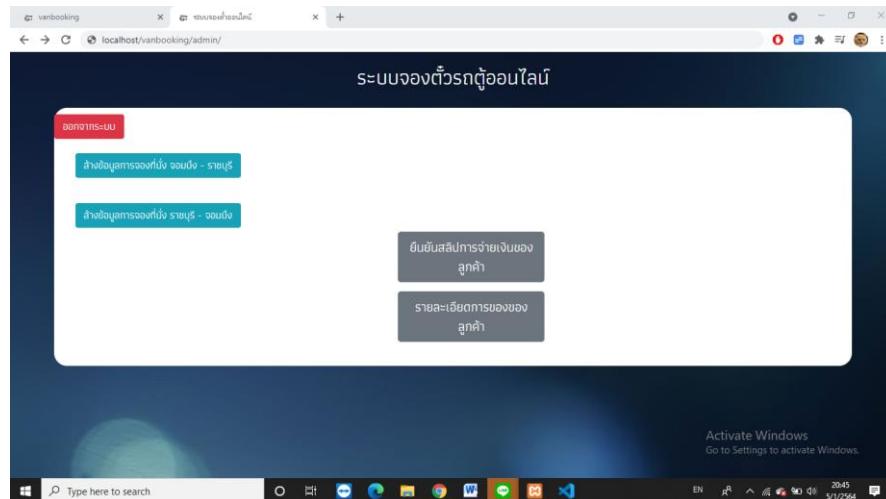 vanbooking
ระบบจองตั๋วรถตู้ออนไลน์
localhost/vanbooking/admin/
ระบบจองตั๋วรถตู้ออนไลน์
ออกจากระบบ
ล้างข้อมูลการจองที่นั่ง จอมบึง - ราชบุรี
ล้างข้อมูลการจองที่นั่ง ราชบุรี - จอมบึง
ยืนยันสลิปการจ่ายเงินของ
ลูกค้า
รายละเอียดการของของ
ลูกค้า
Activate Windows
Go to Settings to activate Windows.
Type here to search
EN
20:45
5/1/2564